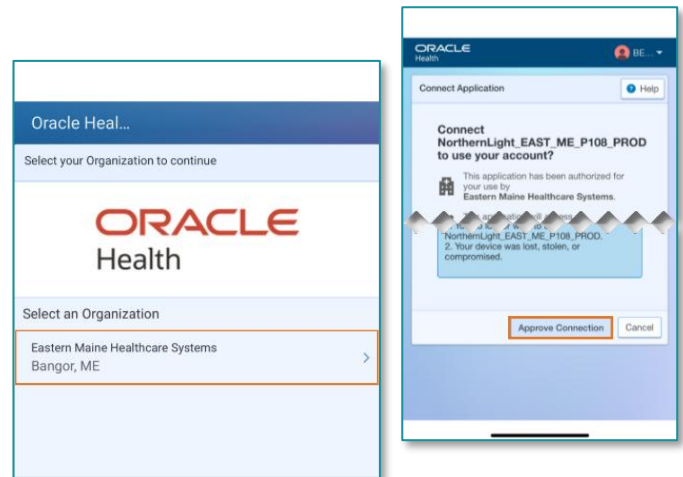 Oracle Heal...
Select your Organization to continue
ORACLE
Health
Select an Organization
Eastern Maine Healthcare Systems
Bangor, ME
ORACLE
Health
BE...
Connect Application
Help
Connect
NorthernLight_EAST_ME_P108_PROD
to use your account?
This application has been authorized for
your use by
Eastern Maine Healthcare Systems.
NorthernLight_EAST_ME_P108_PROD.
2. Your device was lost, stolen, or
compromised.
Approve Connection
Cancel